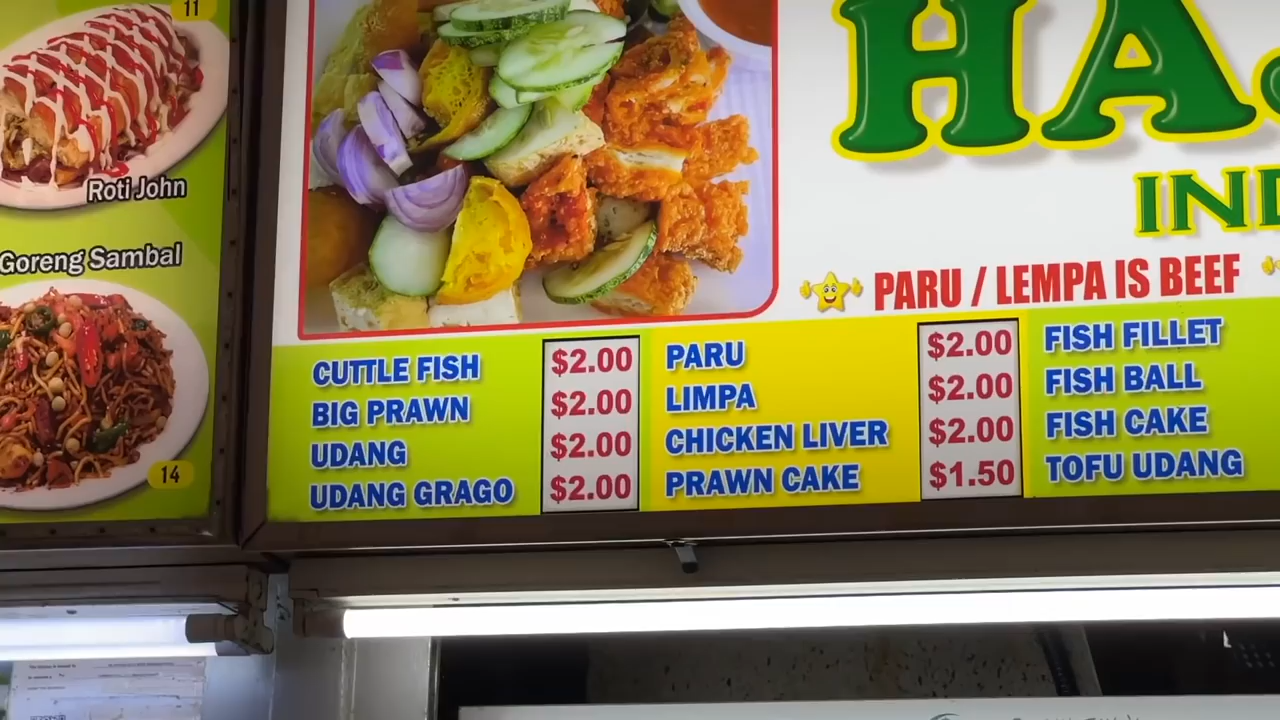 11
Roti John
Goreng Sambal
14
HAJ
IND
PARU / LEMPA IS BEEF
CUTTLE FISH $2.00
BIG PRAWN $2.00
UDANG $2.00
UDANG GRAGO $2.00
PARU $2.00
LIMPA $2.00
CHICKEN LIVER $2.00
PRAWN CAKE $1.50
FISH FILLET
FISH BALL
FISH CAKE
TOFU UDANG